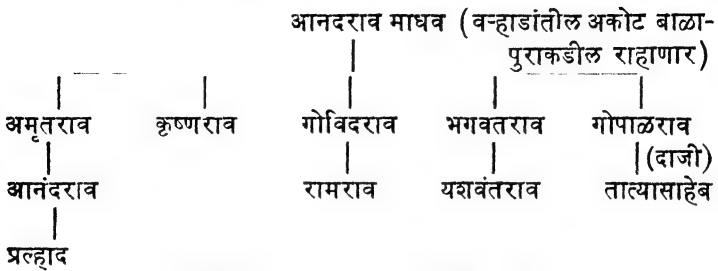 आनदराव माधव (वऱ्हाडांतील अकोट बाळा-
पुराकडील राहाणार)
अमृतराव कृष्णराव गोविदराव भगवतराव गोपाळराव
(दाजी)
आनंदराव रामराव यशवंतराव तात्यासाहेब
प्रल्हाद